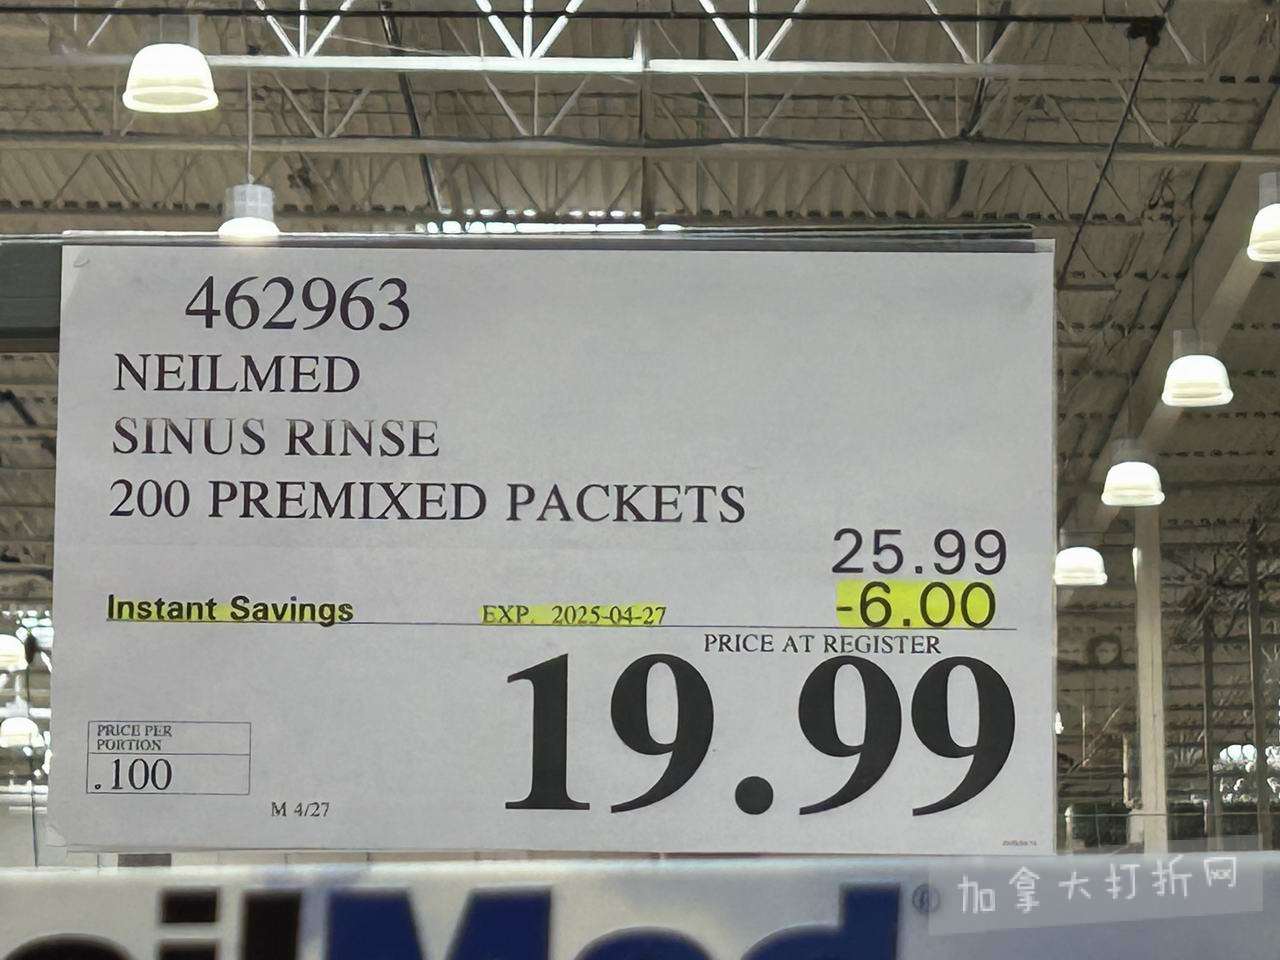 462963
NEILMED
SINUS RINSE
200 PREMIXED PACKETS
25.99
Instant Savings EXP. 2025-04-27 -6.00
PRICE AT REGISTER
19.99
PRICE PER
PORTION
.100
M 4/27
加拿大打折网